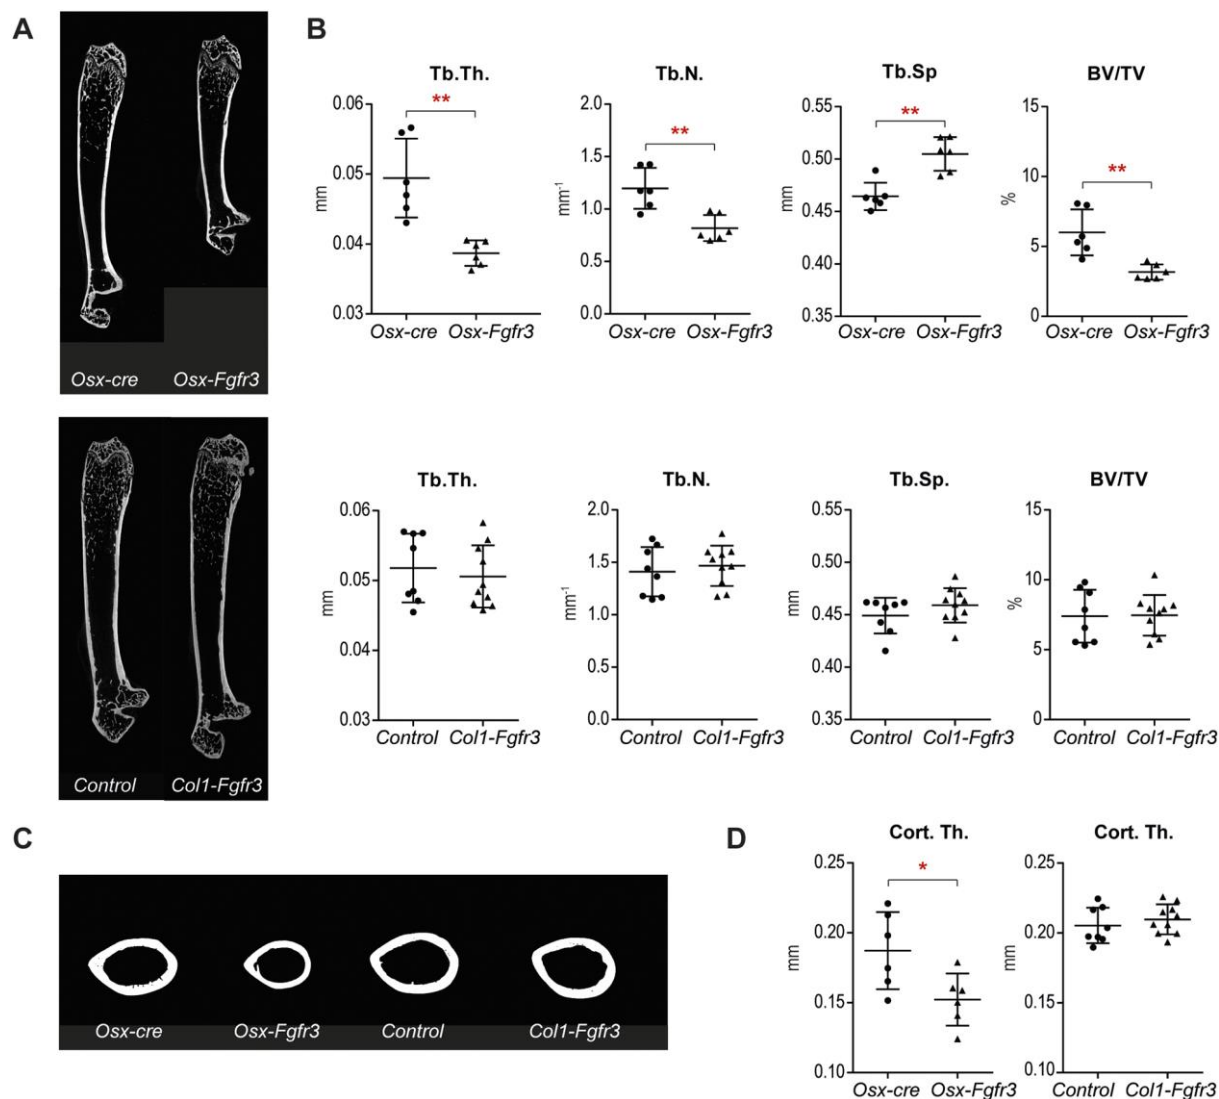 A
B
Osx-cre
Osx-Fgfr3
Tb.Th.
0.06
0.05
0.04
0.03
mm
**
Osx-cre
Osx-Fgfr3
Tb.N.
2.0
1.5
1.0
0.5
0.0
mm-1
**
Osx-cre
Osx-Fgfr3
Tb.Sp
0.55
0.50
0.45
0.40
0.35
mm
**
Osx-cre
Osx-Fgfr3
BV/TV
15
10
5
0
%
**
Osx-cre
Osx-Fgfr3
Control
Col1-Fgfr3
Tb.Th.
0.06
0.05
0.04
0.03
mm
Control
Col1-Fgfr3
Tb.N.
2.0
1.5
1.0
0.5
0.0
mm-1
Control
Col1-Fgfr3
Tb.Sp.
0.55
0.50
0.45
0.40
0.35
mm
Control
Col1-Fgfr3
BV/TV
15
10
5
0
%
Control
Col1-Fgfr3
C
Osx-cre
Osx-Fgfr3
Control
Col1-Fgfr3
D
Cort. Th.
0.25
0.20
0.15
0.10
mm
*
Osx-cre
Osx-Fgfr3
Cort. Th.
0.25
0.20
0.15
0.10
mm
Control
Col1-Fgfr3